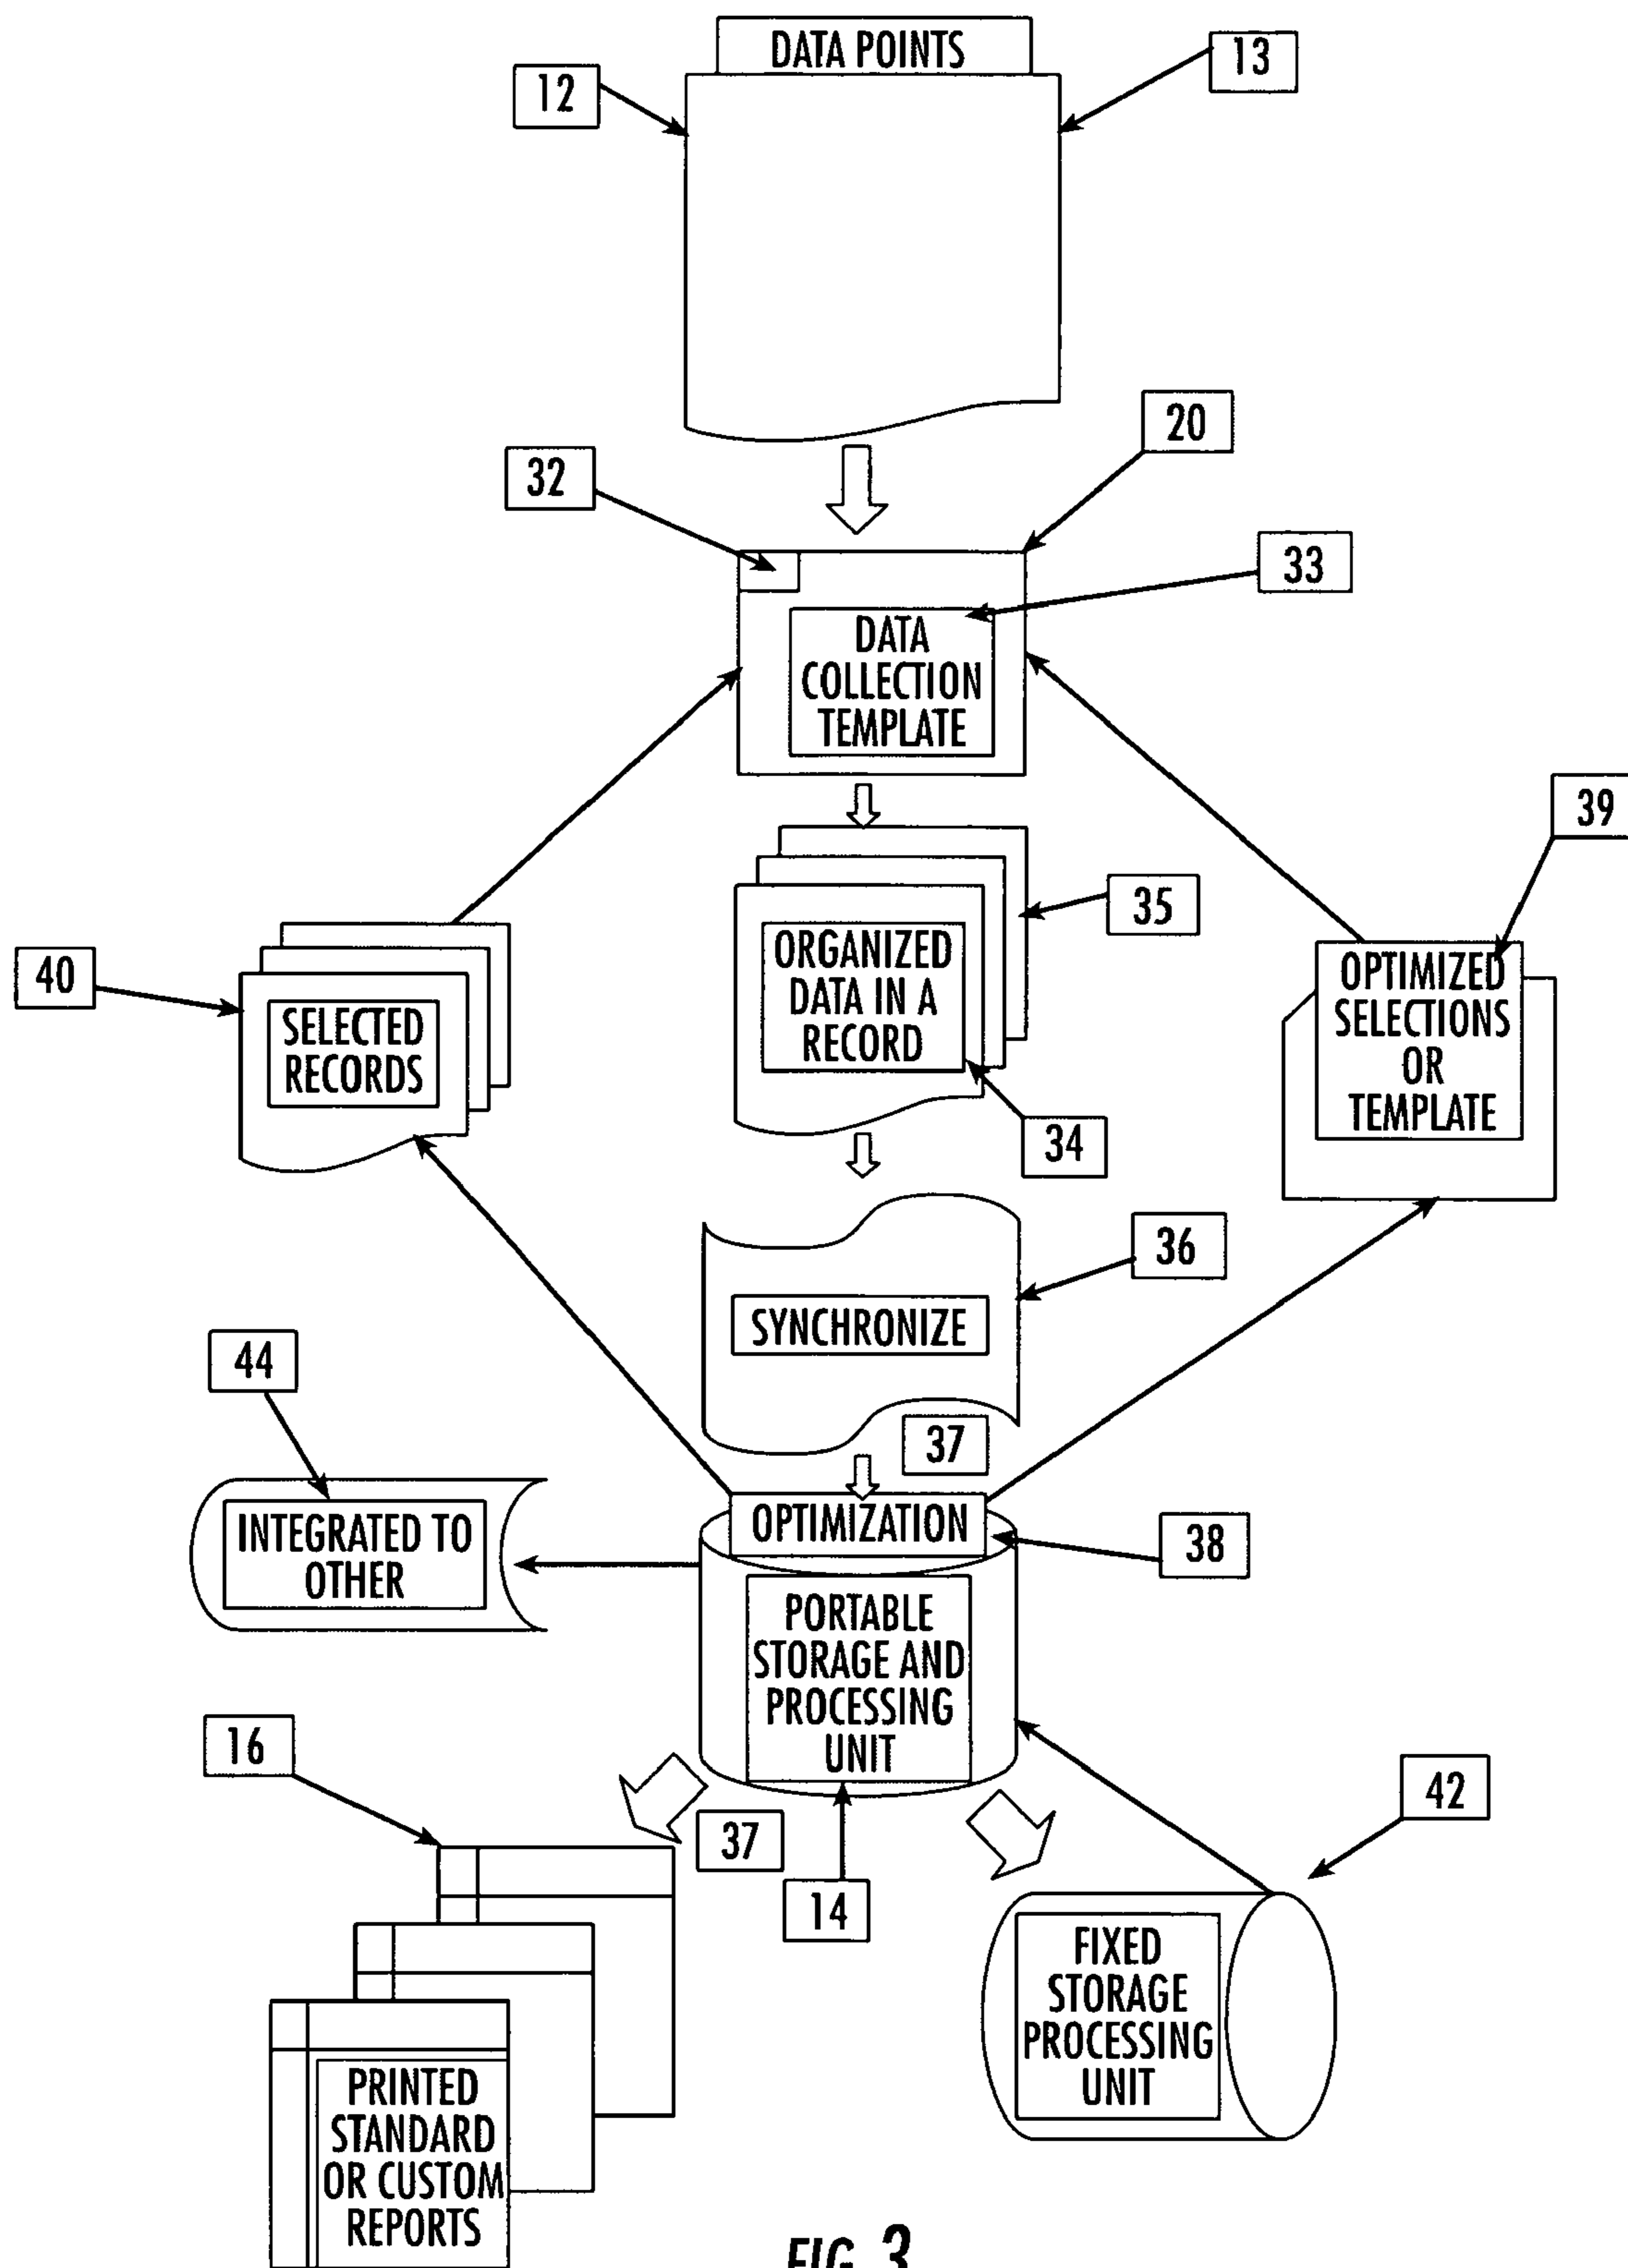 DATA POINTS
12
13
20
32
33
DATA
COLLECTION
TEMPLATE
39
35
40
SELECTED
RECORDS
ORGANIZED
DATA IN A
RECORD
OPTIMIZED
SELECTIONS
OR
TEMPLATE
34
36
SYNCHRONIZE
44
37
INTEGRATED TO
OTHER
OPTIMIZATION
38
PORTABLE
STORAGE AND
PROCESSING
UNIT
16
37
42
14
FIXED
STORAGE
PROCESSING
UNIT
PRINTED
STANDARD
OR CUSTOM
REPORTS
FIG. 3